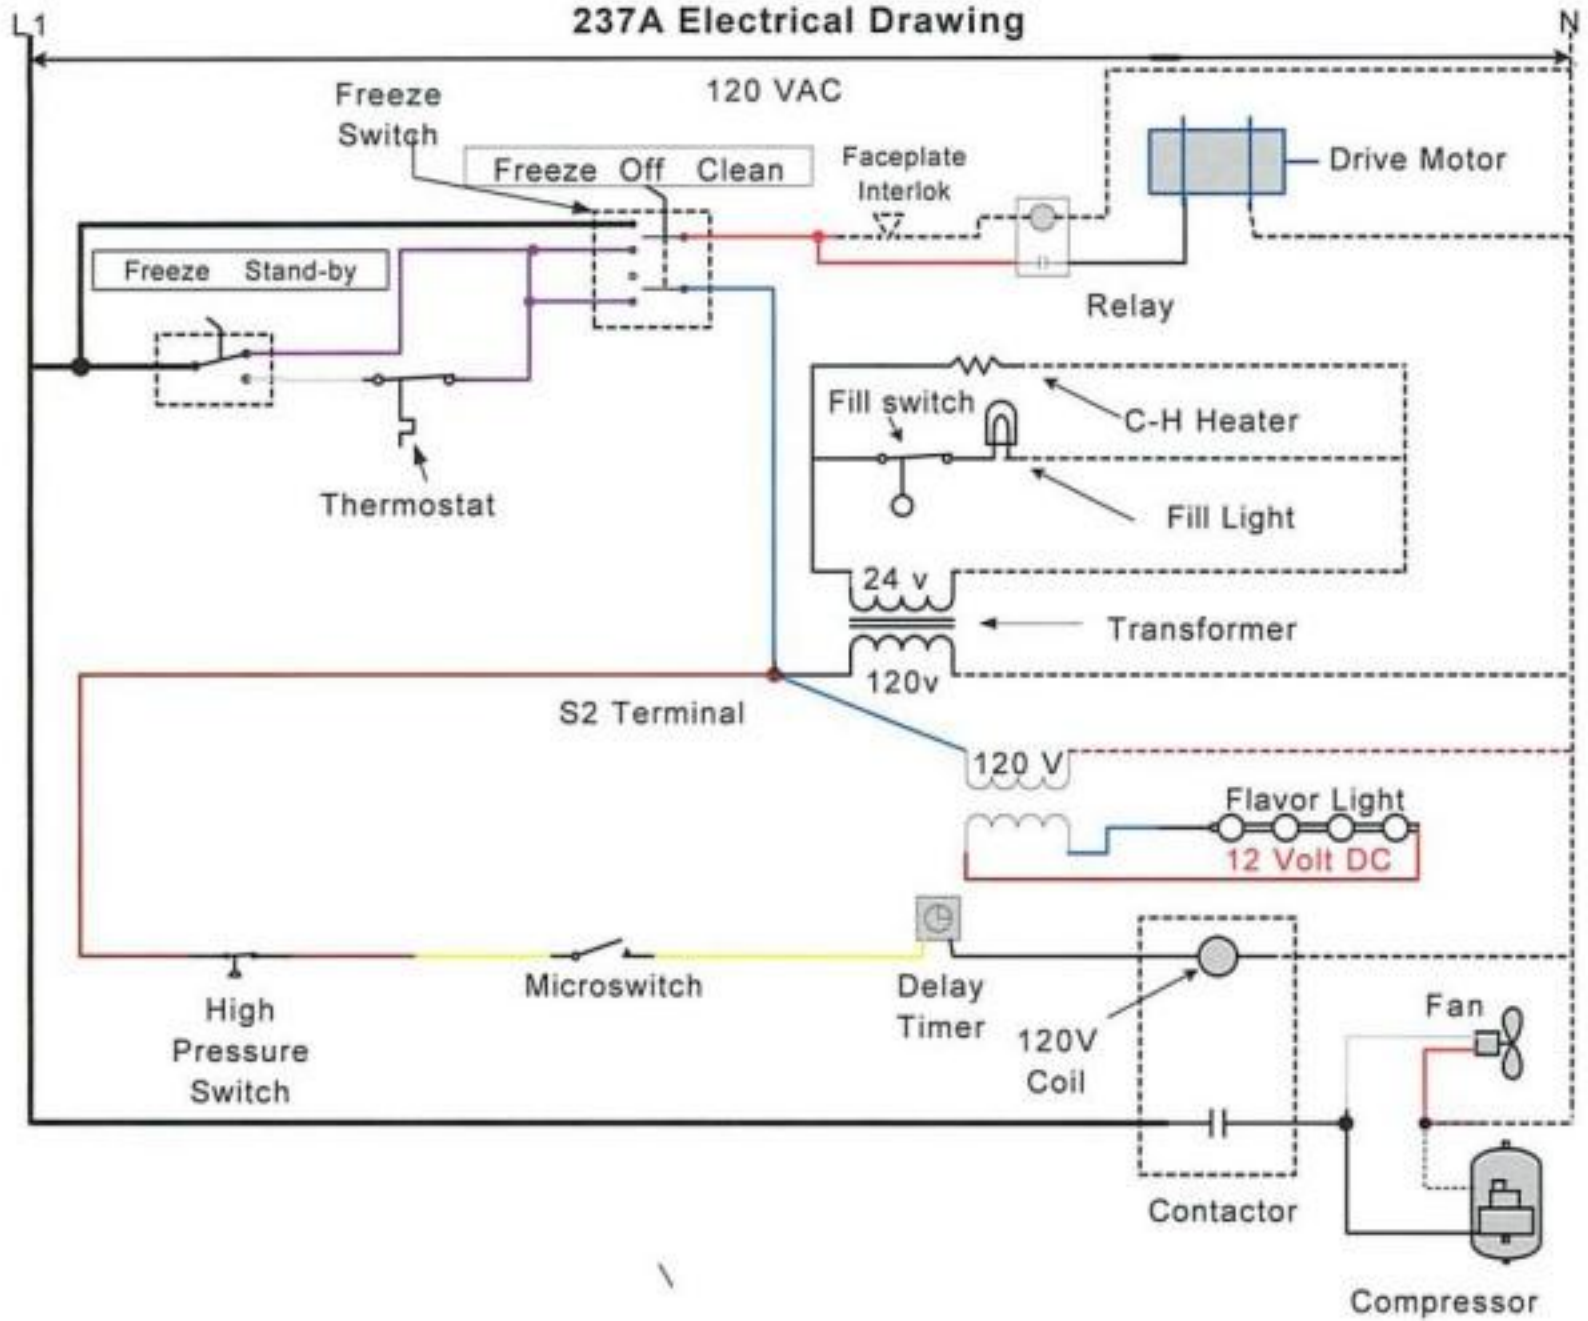 237A Electrical Drawing
L1
N
120 VAC
Freeze
Switch
Freeze Off Clean
Faceplate
Interlok
Drive Motor
Freeze Stand-by
Relay
Thermostat
Fill switch
C-H Heater
Fill Light
24 v
Transformer
120v
S2 Terminal
120 V
Flavor Light
12 Volt DC
High
Pressure
Switch
Microswitch
Delay
Timer
120V
Coil
Fan
Contactor
Compressor